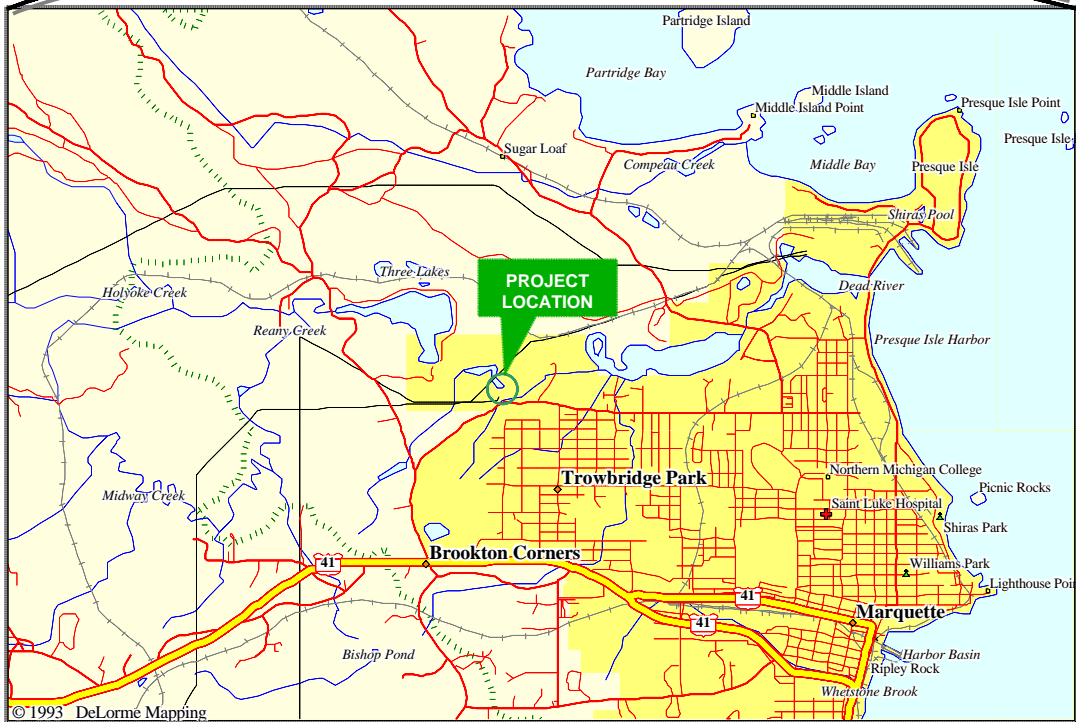 Partridge Island
Partridge Bay
Middle Island
Middle Island Point
Presque Isle Point
Presque Isle
Sugar Loaf
Compeau Creek
Middle Bay
Presque Isle
Shiras Pool
Three Lakes
PROJECT
LOCATION
Dead River
Holyoke Creek
Reany Creek
Presque Isle Harbor
Northern Michigan College
Trowbridge Park
Picnic Rocks
Midway Creek
Saint Luke Hospital
Shiras Park
Brookton Corners
41
Williams Park
Lighthouse Poin
41
Marquette
41
Bishop Pond
Harbor Basin
Ripley Rock
Whetstone Brook
© 1993 DeLorme Mapping